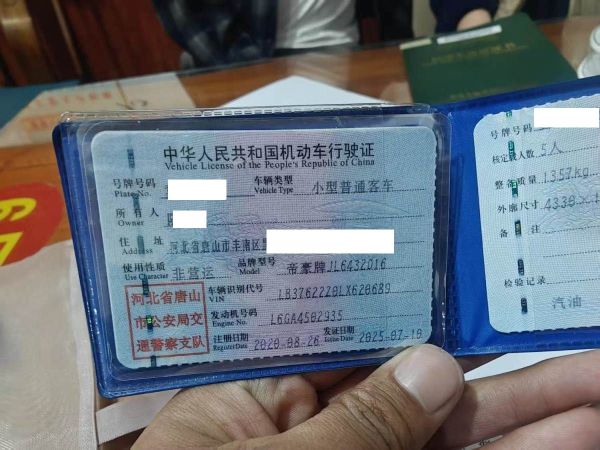 中华人民共和国机动车行驶证
Vehicle License of the People's Republic of China
号牌号码
Plate No.
车辆类型 小型普通客车
Vehicle Type
所有人
Owner
住址 河北省唐山市丰南区
Address
使用性质 非营运
Use Character
品牌型号 帝豪牌JL6432D16
Model
车辆识别代号 LB37622Z0LX620689
VIN
发动机号码 L6GA4502935
Engine No.
注册日期 2020-08-26
Register Date
发证日期 2025-07-10
Issue Date
河北省唐山
市公安局交
通警察支队
号牌号码
核定载人数 5人
整备质量 1357kg
外廓尺寸 4330×1
备注
检验记录
汽油